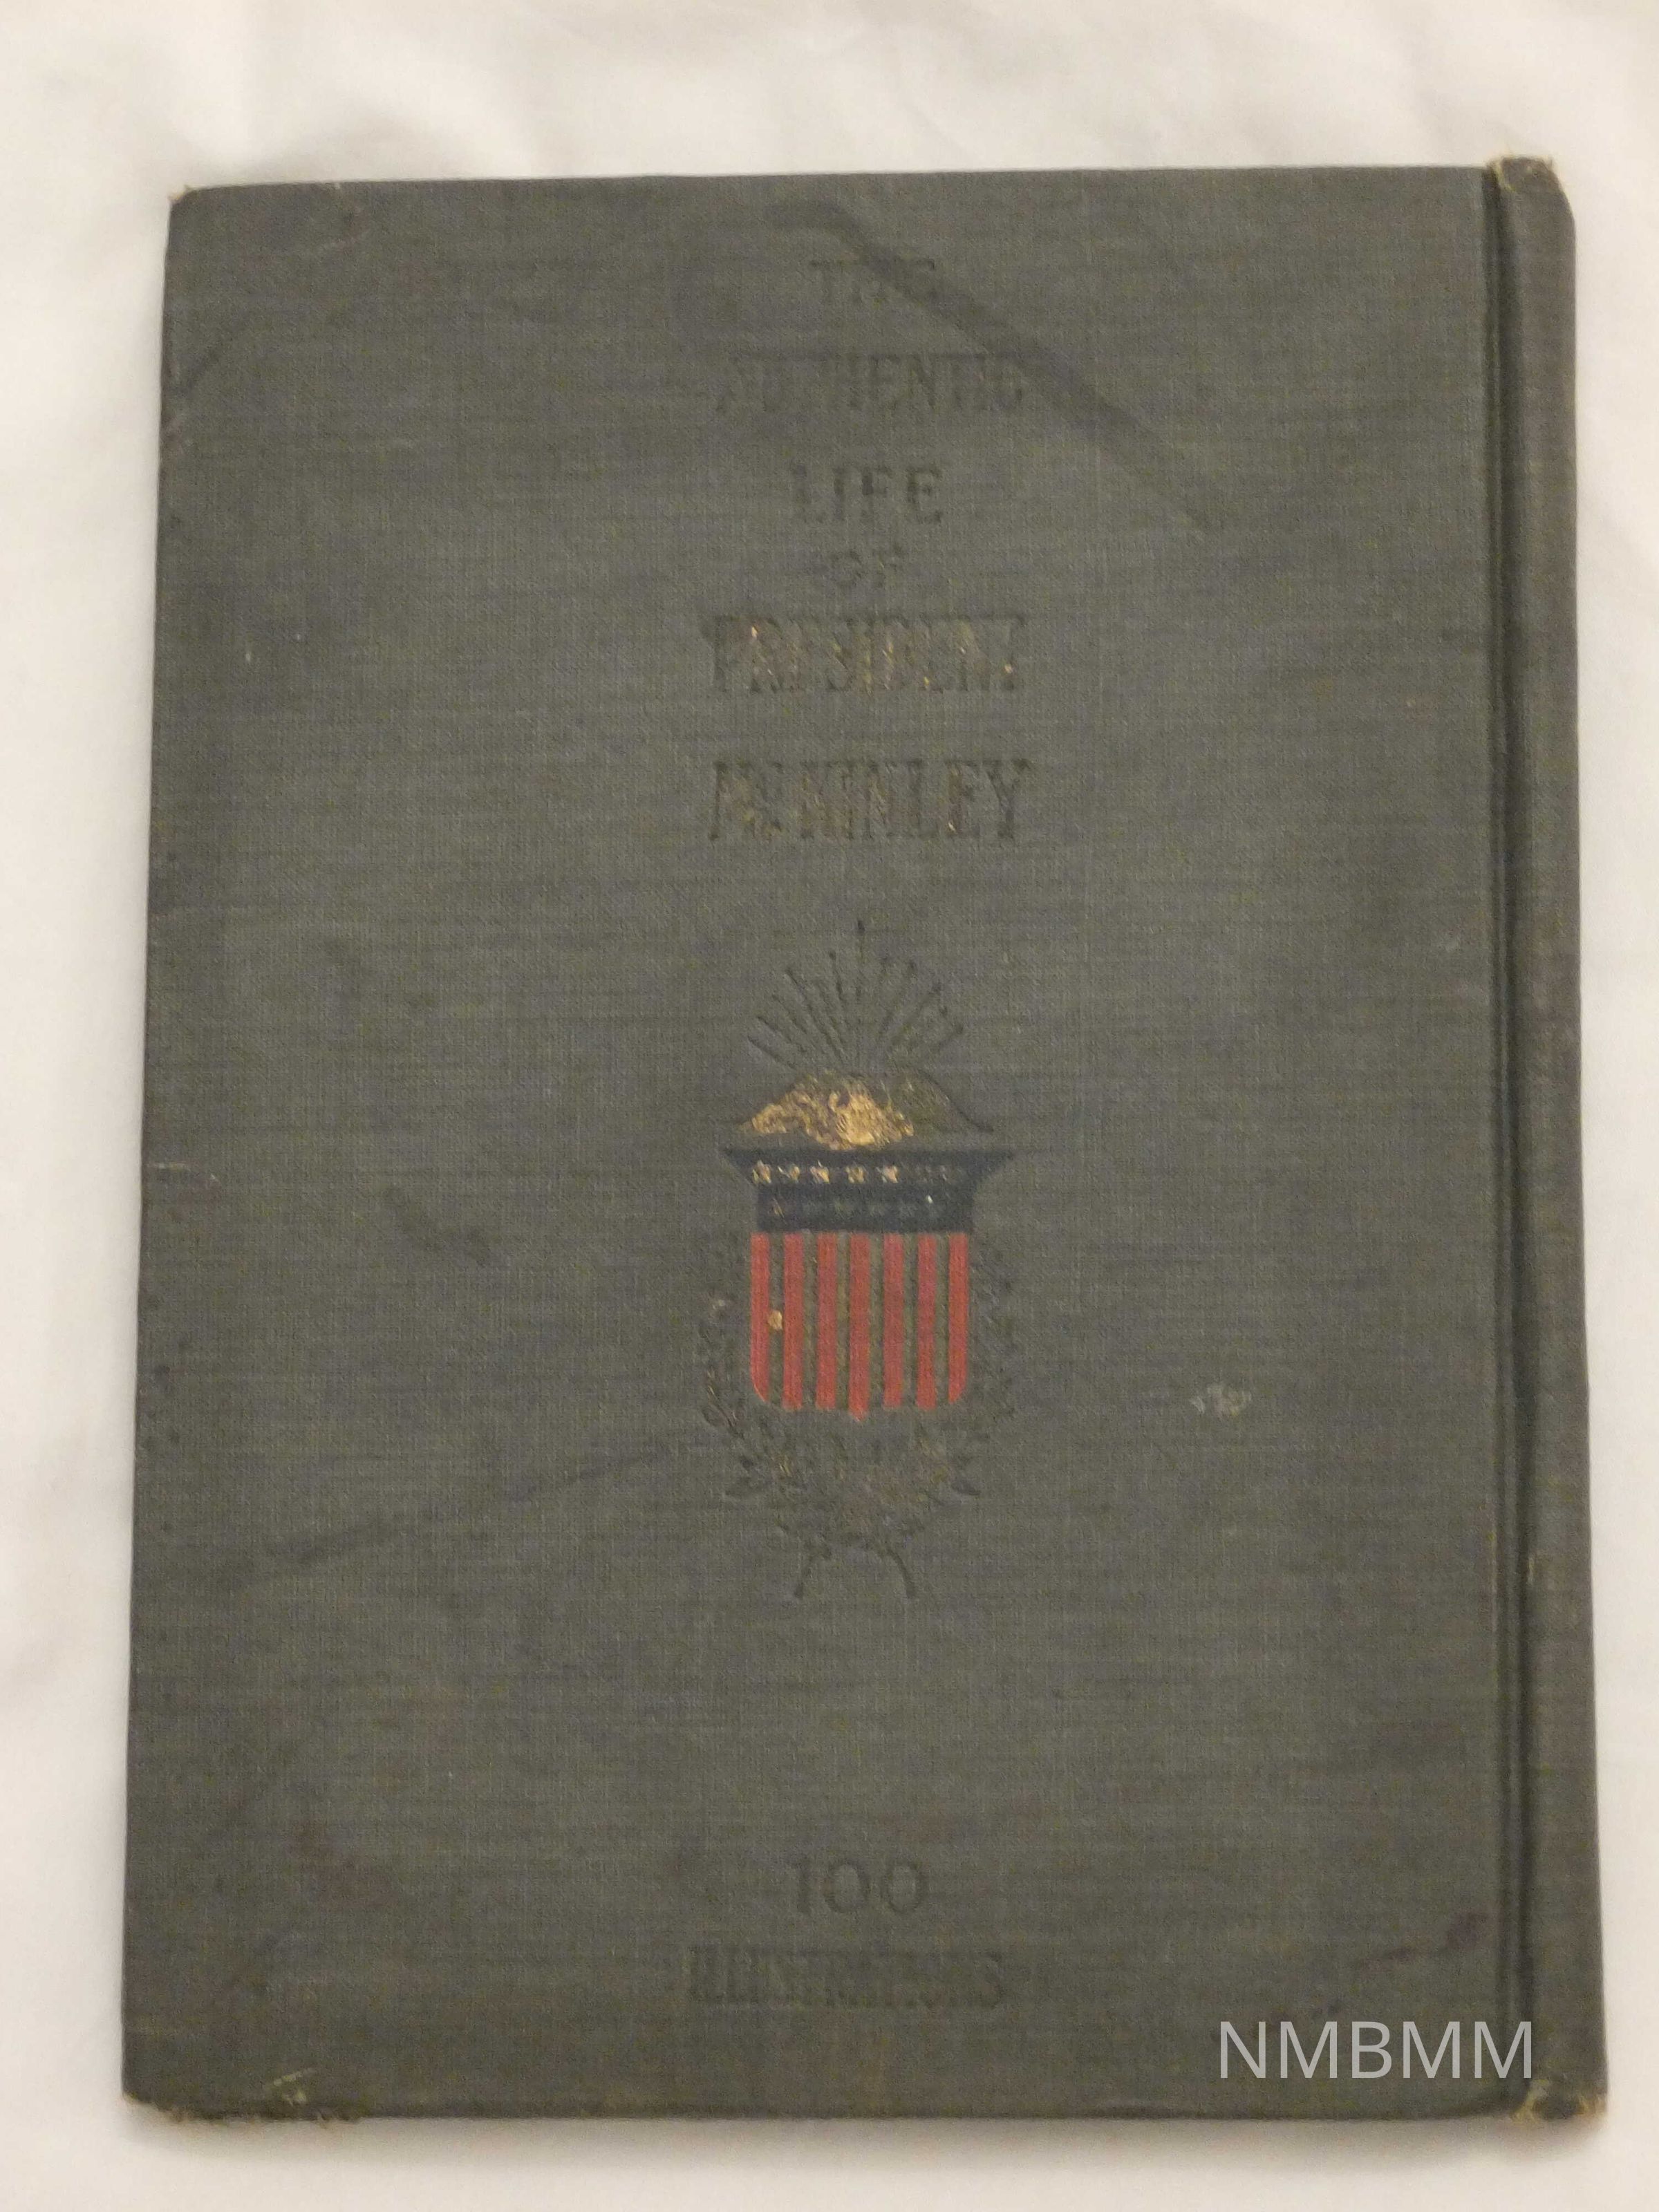 THE
AUTHENTIC
LIFE
OF
PRESIDENT
McKINLEY
100
ILLUSTRATIONS
NMBMM